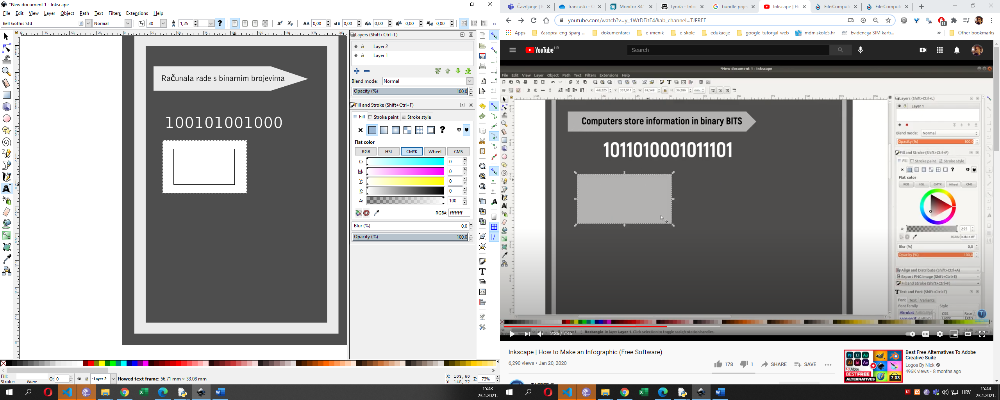 *New document 1 - Inkscape
File Edit View Layer Object Path Text Filters Extensions Help
Bell Gothic Std Normal 30 1,25 0,00 0,00 0,00 0,00 0,00
Računala rade s binarnim brojevima
100101001000
Layers (Shift+Ctrl+L)
Layer 2
Layer 1
Blend mode: Normal
Opacity (%) 100,0
Fill and Stroke (Shift+Ctrl+F)
Fill Stroke paint Stroke style
Flat color
RGB HSL CMYK Wheel CMS
C: 0
M: 0
Y: 0
K: 0
A: 100
RGBA: ffffffff
Blur (%) 0,0
Opacity (%) 100,0
Fill:
Stroke: None O: 0 •Layer 2 Flowed text frame: 56.71 mm × 33.08 mm
X: 103,60
Y: 145,77
Z: 73%
15:43
23.1.2021.
Čavrljanje | francuski - Monitor 34" Lynda - Info bundle prije Inkscape | H File:Comput File:Comput
youtube.com/watch?v=y_1WtDEitE4&ab_channel=TJFREE
11
Apps časopisi_eng_španj_... dokumentarci e-imenik e-skole edukacije google_tutorijal_web mdm.skole5.hr Evidencija SIM karti... » Other bookmarks
YouTube HR
Search
*New document 1 - Inkscape
File Edit View Layer Object Path Text Filters Extensions Help
X: -68,225 Y: 337,911 W: 69,548 H: 36,286 mm
Computers store information in binary BITS
1011010001011101
Layers (Shift+Ctrl+L)
Layer 1
Blend mode: Normal
Opacity (%) 100,0
Fill and Stroke (Shift+Ctrl+F)
Fill Stroke paint Stroke style
Flat color
RGB HSL CMYK Wheel CMS
A: 255
RGBA: b3b3b3ff
Blur (%) 0,0
Opacity (%) 100,0
Align and Distribute (Shift+Ctrl+A)
Export PNG Image (Shift+Ctrl+E)
Fill and Stroke (Shift+Ctrl+F)
Text and Font (Shift+Ctrl+T)
Font Text Variants
Font family Style
Akrobat CSS Face
sans-serif Light
Rectangle in layer Layer 1. Click selection to toggle scale/rotation handles.
2:36 / 7:46
Inkscape | How to Make an Infographic (Free Software)
6,290 views • Jan 20, 2020
178 1 SHARE SAVE
Ps Lr Au
Ai Id Ae
Adobe
BEST FREE
ALTERNATIVES
7:03
Best Free Alternatives To Adobe
Creative Suite
Logos By Nick
496K views • 8 months ago
HRV
15:44
23.1.2021.